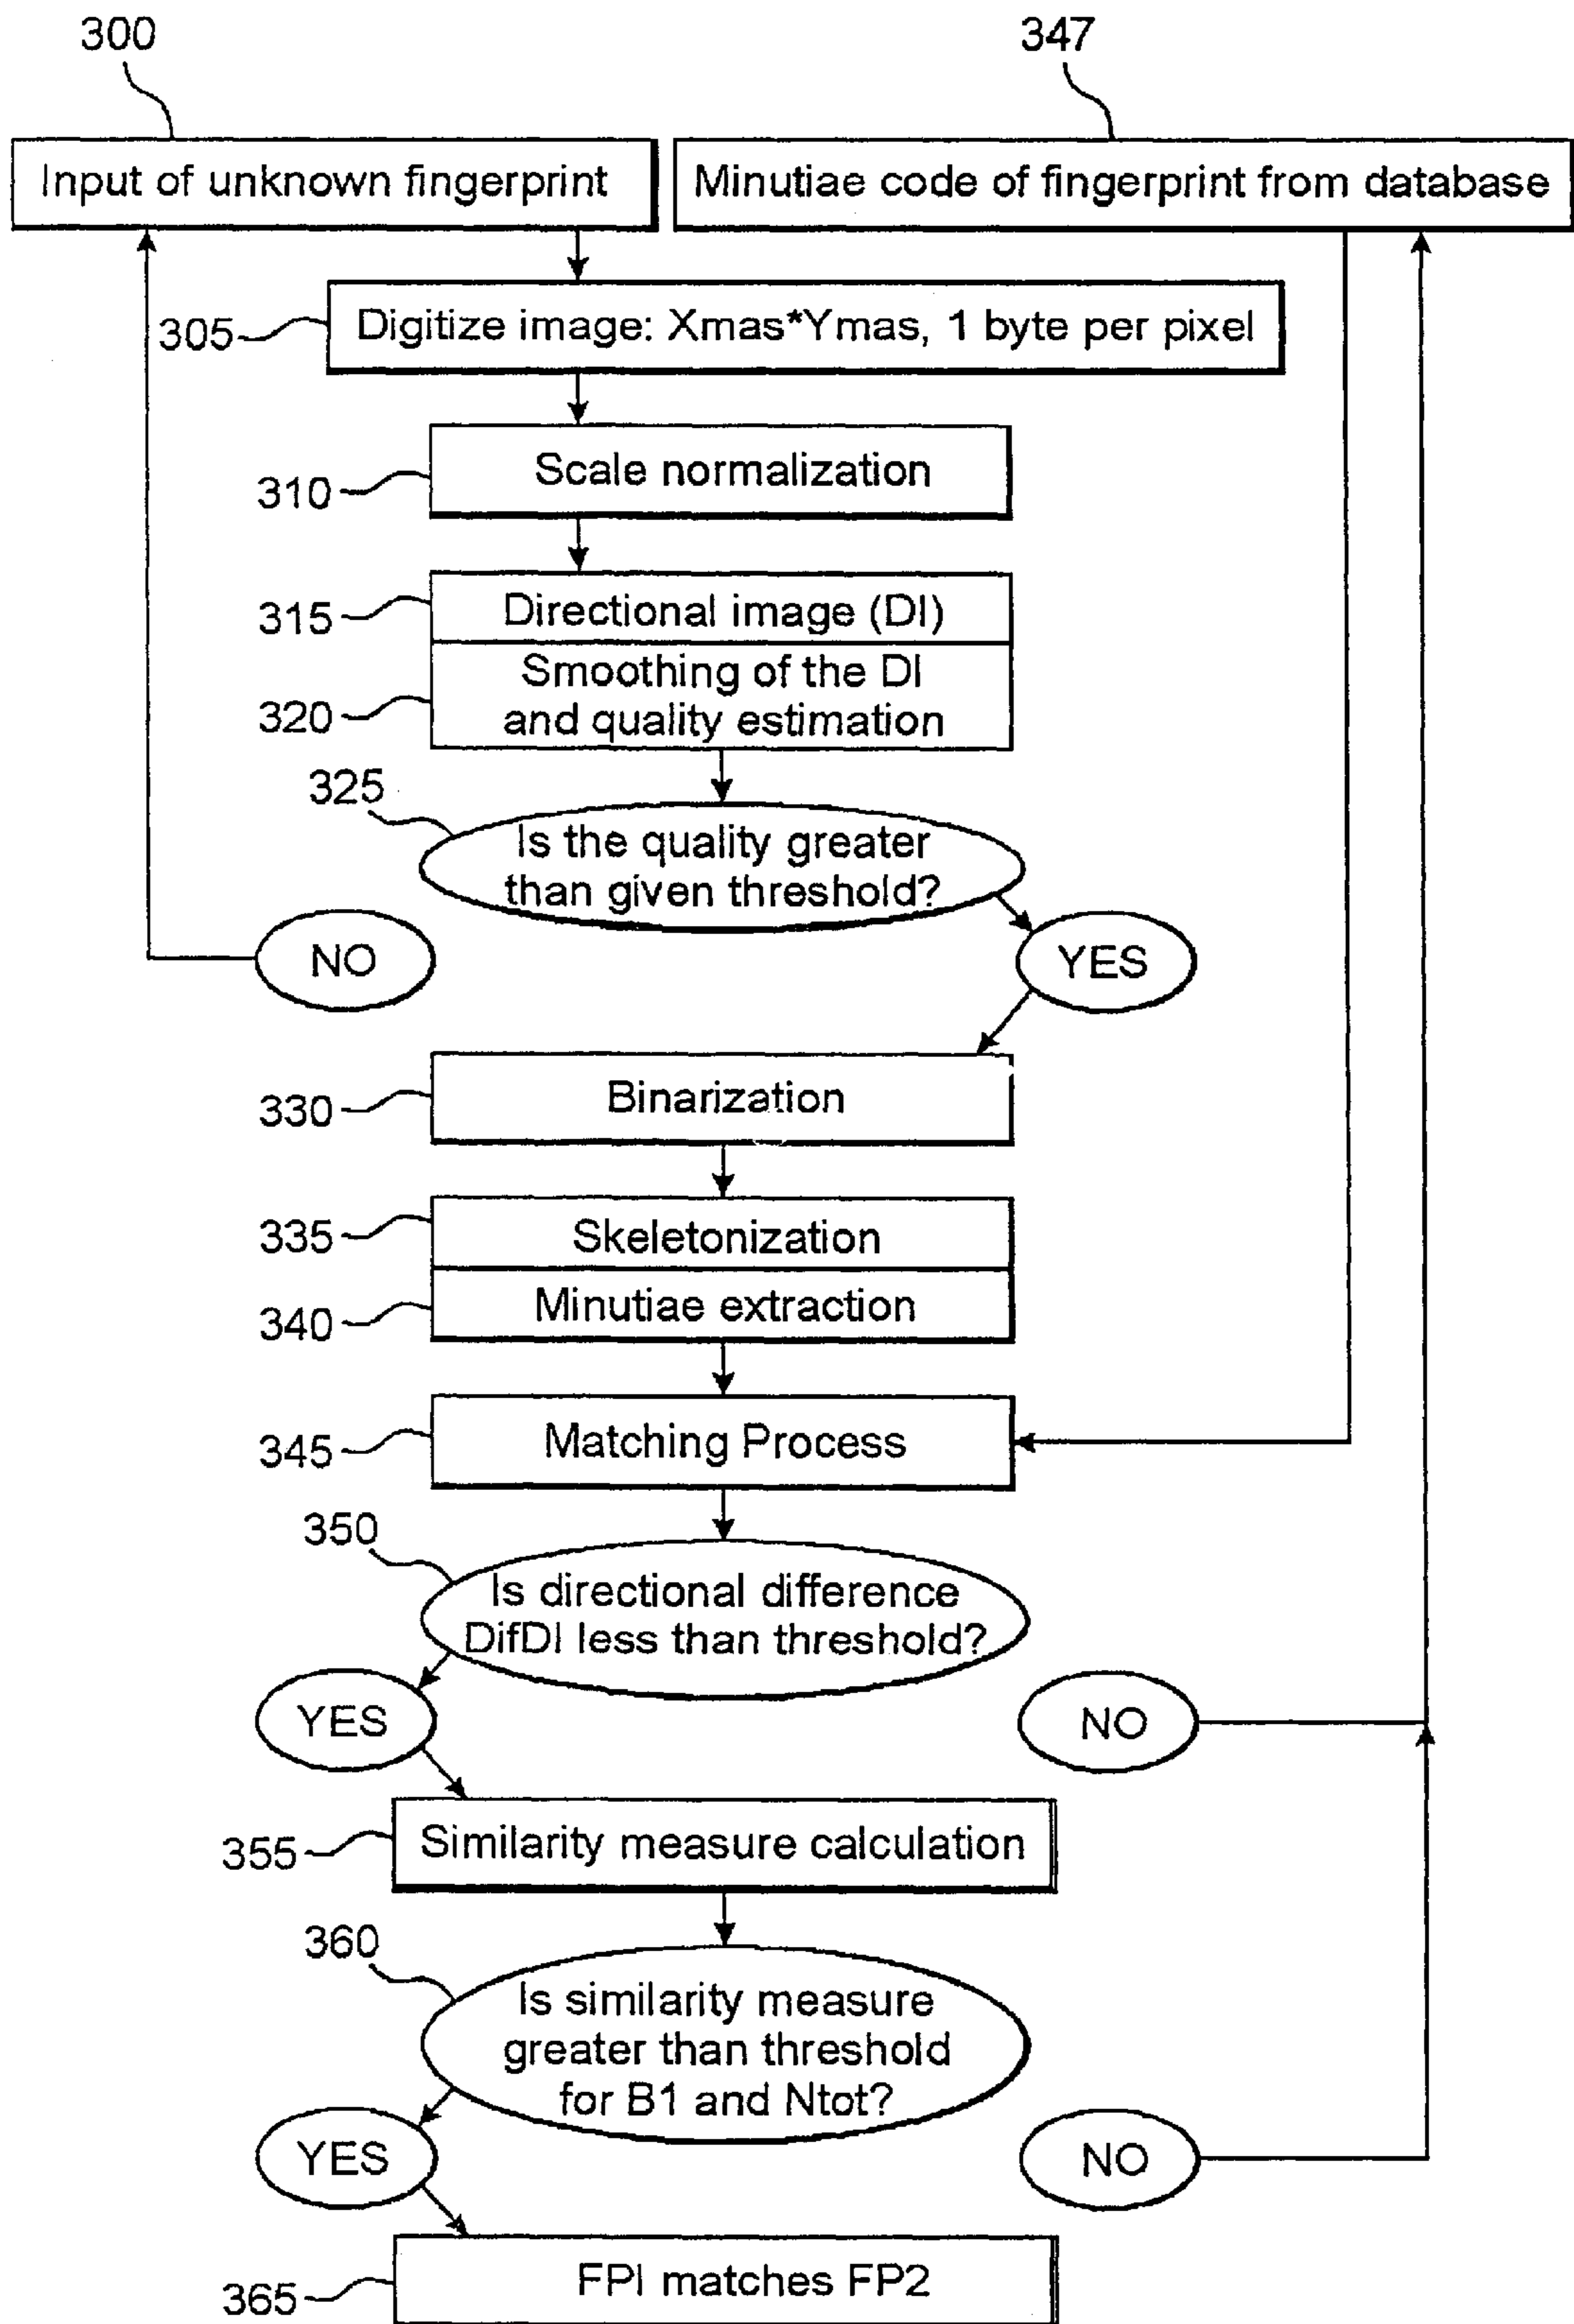 300
347
Input of unknown fingerprint
Minutiae code of fingerprint from database
305
Digitize image: Xmas*Ymas, 1 byte per pixel
310
Scale normalization
315
Directional image (DI)
320
Smoothing of the DI
and quality estimation
325
Is the quality greater
than given threshold?
NO
YES
330
Binarization
335
Skeletonization
340
Minutiae extraction
345
Matching Process
350
Is directional difference
DifDI less than threshold?
YES
NO
355
Similarity measure calculation
360
Is similarity measure
greater than threshold
for B1 and Ntot?
YES
NO
365
FPI matches FP2